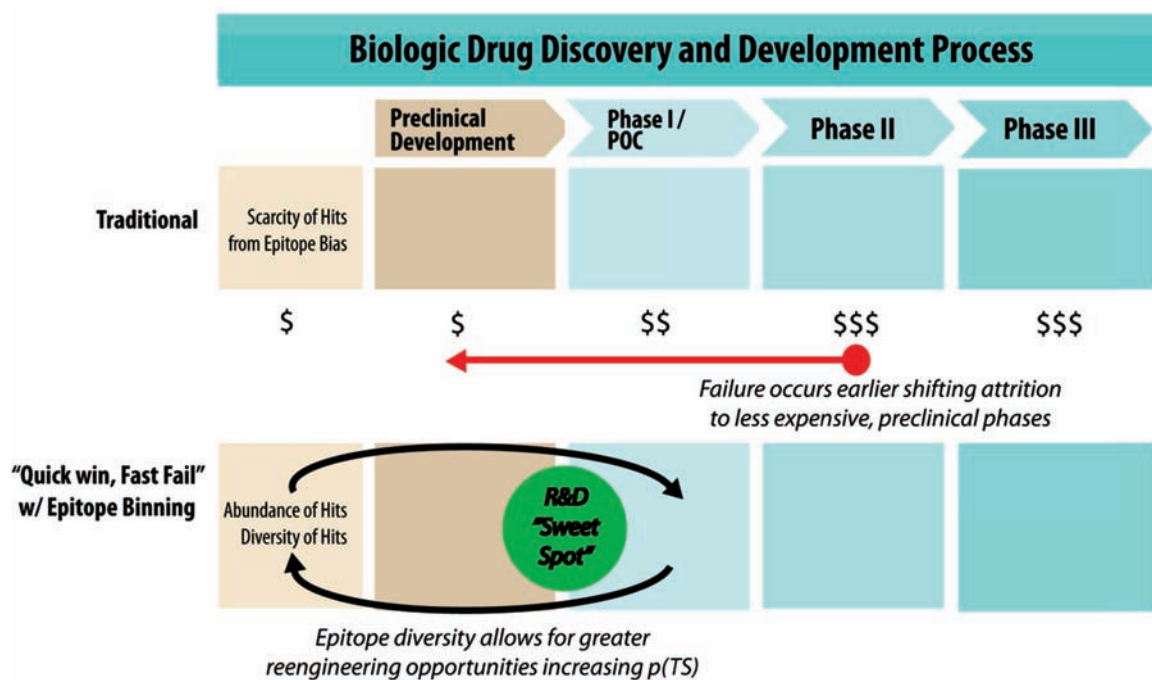 Biologic Drug Discovery and Development Process
Preclinical
Development
Phase I /
POC
Phase II
Phase III
Traditional
Scarcity of Hits
from Epitope Bias
$ $ $$ $$$ $$$
Failure occurs earlier shifting attrition
to less expensive, preclinical phases
"Quick win, Fast Fail"
w/ Epitope Binning
Abundance of Hits
Diversity of Hits
R&D
"Sweet
Spot"
Epitope diversity allows for greater
reengineering opportunities increasing p(TS)